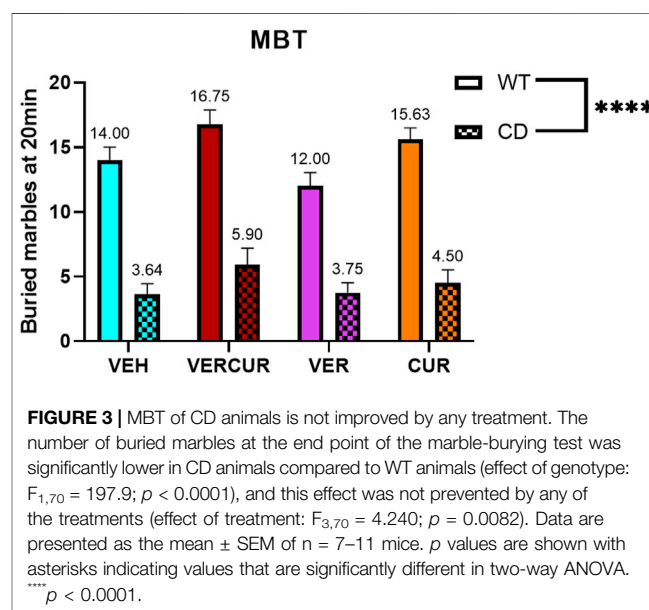 MBT
20
15
10
5
0
Buried marbles at 20min
14.00
3.64
16.75
5.90
12.00
3.75
15.63
4.50
WT
CD
****
VEH
VERCUR
VER
CUR
FIGURE 3 | MBT of CD animals is not improved by any treatment. The
number of buried marbles at the end point of the marble-burying test was
significantly lower in CD animals compared to WT animals (effect of genotype:
F1,70 = 197.9; p < 0.0001), and this effect was not prevented by any of
the treatments (effect of treatment: F3,70 = 4.240; p = 0.0082). Data are
presented as the mean ± SEM of n = 7–11 mice. p values are shown with
asterisks indicating values that are significantly different in two-way ANOVA.
****p < 0.0001.